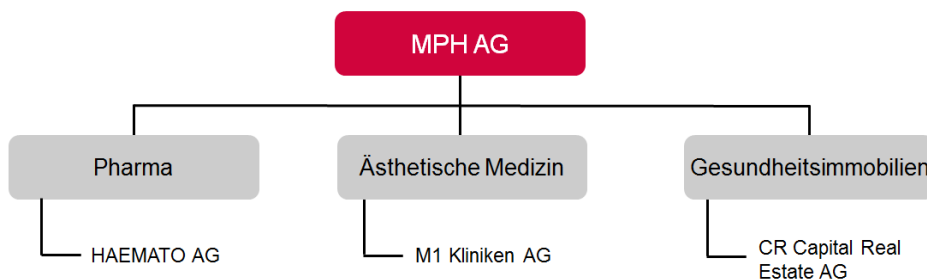 MPH AG
Pharma
Ästhetische Medizin
Gesundheitsimmobilien
HAEMATO AG
M1 Kliniken AG
CR Capital Real
Estate AG